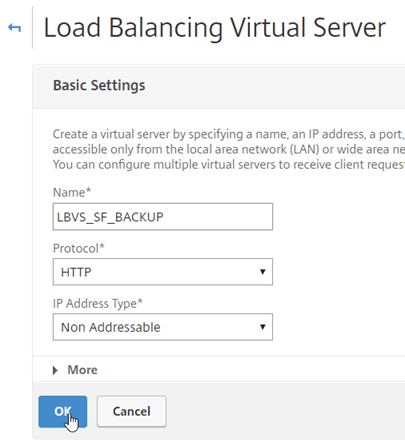 Load Balancing Virtual Server
Basic Settings
Create a virtual server by specifying a name, an IP address, a port,
accessible only from the local area network (LAN) or wide area ne
You can configure multiple virtual servers to receive client reques
Name*
LBVS_SF_BACKUP
Protocol*
HTTP
IP Address Type*
Non Addressable
More
OK
Cancel